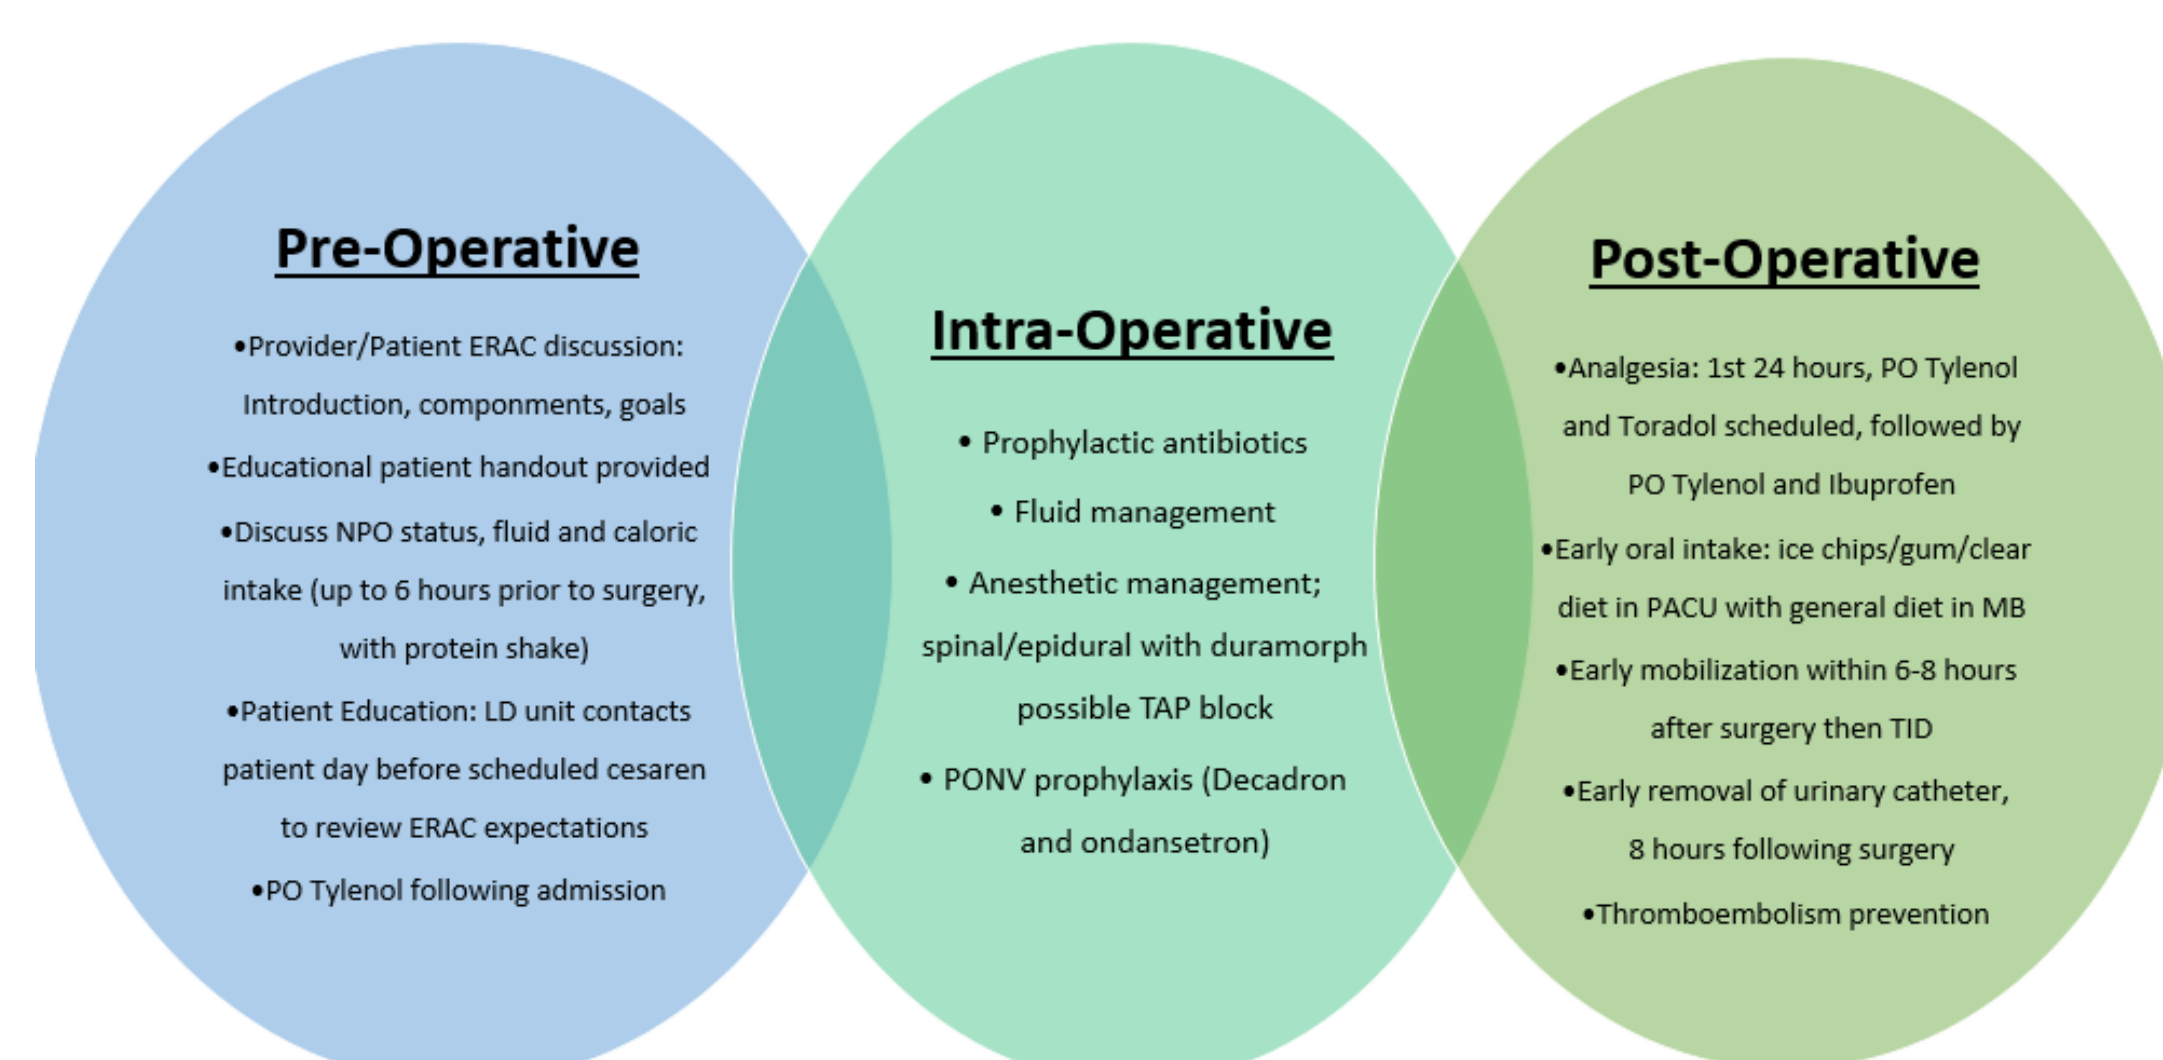 Pre-Operative
•Provider/Patient ERAC discussion:
Introduction, componments, goals
•Educational patient handout provided
•Discuss NPO status, fluid and caloric
intake (up to 6 hours prior to surgery,
with protein shake)
•Patient Education: LD unit contacts
patient day before scheduled cesaren
to review ERAC expectations
•PO Tylenol following admission
Intra-Operative
• Prophylactic antibiotics
• Fluid management
• Anesthetic management;
spinal/epidural with duramorph
possible TAP block
• PONV prophylaxis (Decadron
and ondansetron)
Post-Operative
•Analgesia: 1st 24 hours, PO Tylenol
and Toradol scheduled, followed by
PO Tylenol and Ibuprofen
•Early oral intake: ice chips/gum/clear
diet in PACU with general diet in MB
•Early mobilization within 6-8 hours
after surgery then TID
•Early removal of urinary catheter,
8 hours following surgery
•Thromboembolism prevention